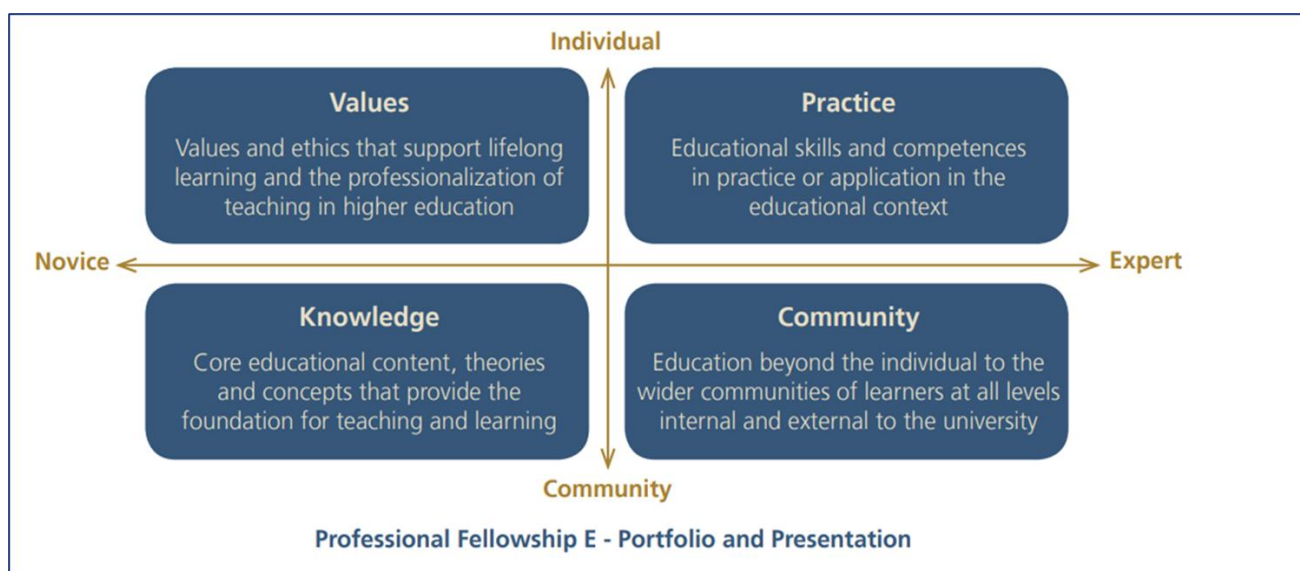 Individual
Values
Values and ethics that support lifelong
learning and the professionalization of
teaching in higher education
Practice
Educational skills and competences
in practice or application in the
educational context
Novice
Expert
Knowledge
Core educational content, theories
and concepts that provide the
foundation for teaching and learning
Community
Education beyond the individual to the
wider communities of learners at all levels
internal and external to the university
Community
Professional Fellowship E - Portfolio and Presentation